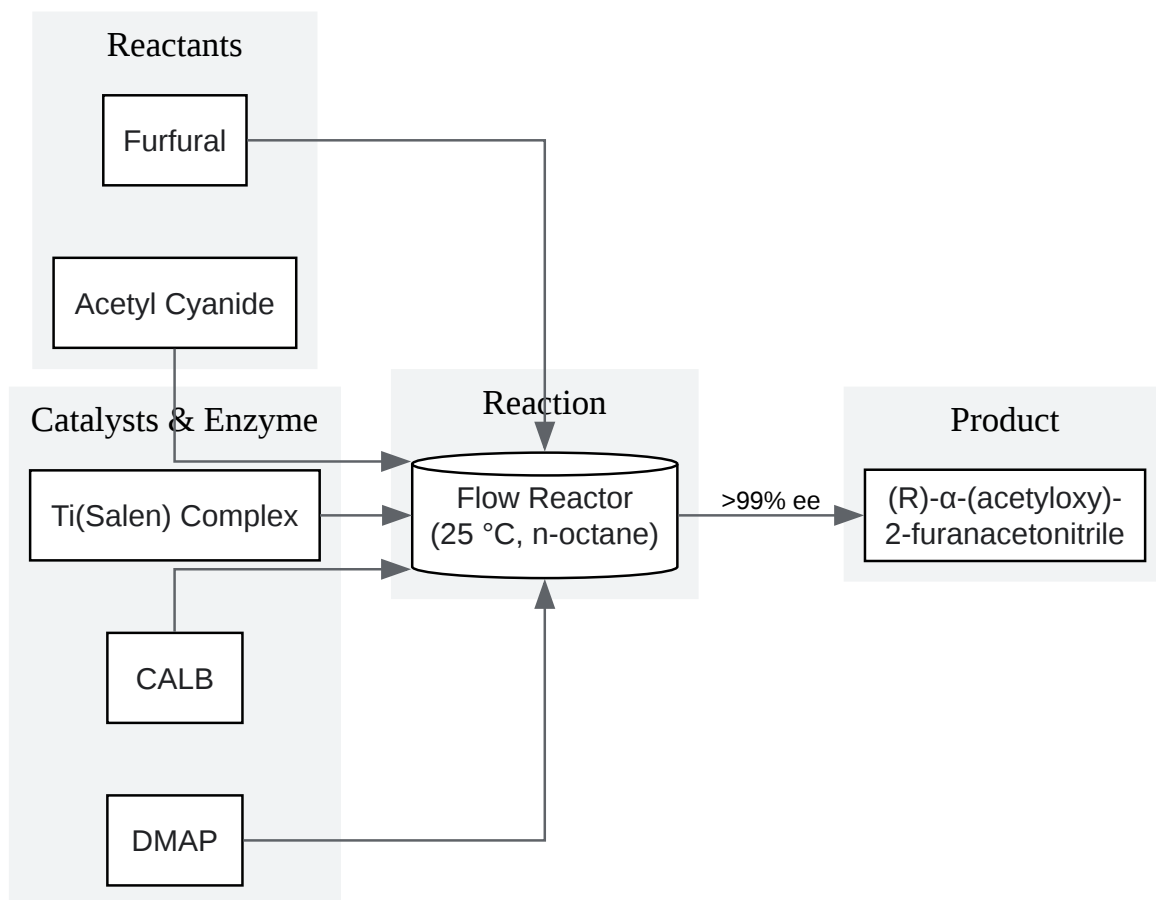 Reactants
Furfural
Acetyl Cyanide
Catalysts & Enzyme
Ti(Salen) Complex
CALB
DMAP
Reaction
Flow Reactor
(25 °C, n-octane)
>99% ee
Product
(R)-α-(acetyloxy)-
2-furanacetonitrile